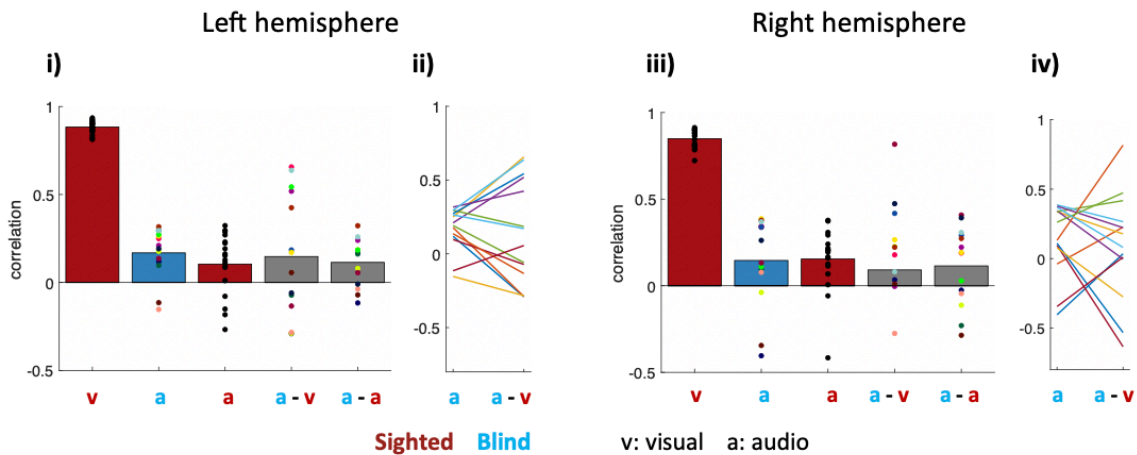 Left hemisphere
Right hemisphere
i)
ii)
iii)
iv)
correlation
1
0.5
0
-0.5
v
a
a
a - v
a - a
1
0.5
0
-0.5
a
a - v
correlation
1
0.5
0
-0.5
v
a
a
a - v
a - a
1
0.5
0
-0.5
a
a - v
Sighted Blind
v: visual a: audio